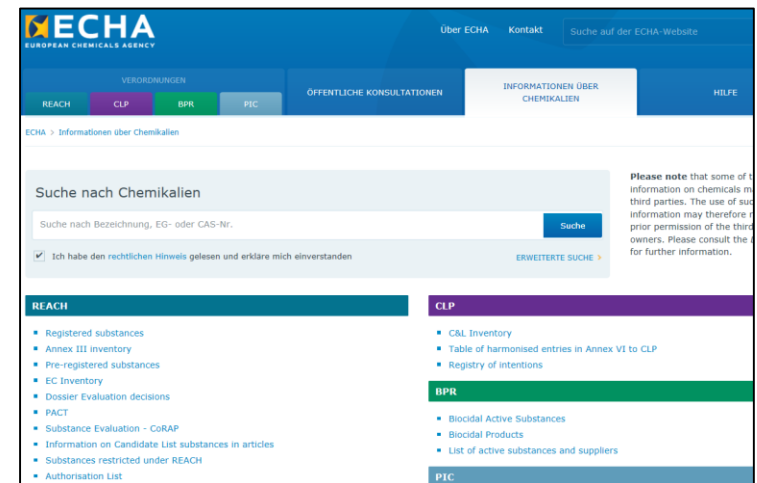 ECHA
EUROPEAN CHEMICALS AGENCY
Über ECHA Kontakt Suche auf der ECHA-Website
VERORDNUNGEN
REACH CLP BPR PIC
ÖFFENTLICHE KONSULTATIONEN
INFORMATIONEN ÜBER
CHEMIKALIEN
HILFE
ECHA > Informationen über Chemikalien
Suche nach Chemikalien
Suche nach Bezeichnung, EG- oder CAS-Nr.
Suche
Ich habe den rechtlichen Hinweis gelesen und erkläre mich einverstanden
ERWEITERTE SUCHE >
Please note that some of
information on chemicals
third parties. The use of
information may therefore
prior permission of the third
owners. Please consult the
for further information.
REACH
Registered substances
Annex III inventory
Pre-registered substances
EC Inventory
Dossier Evaluation decisions
PACT
Substance Evaluation - CoRAP
Information on Candidate List substances in articles
Substances restricted under REACH
Authorisation List
CLP
C&L Inventory
Table of harmonised entries in Annex VI to CLP
Registry of intentions
BPR
Biocidal Active Substances
Biocidal Products
List of active substances and suppliers
PIC